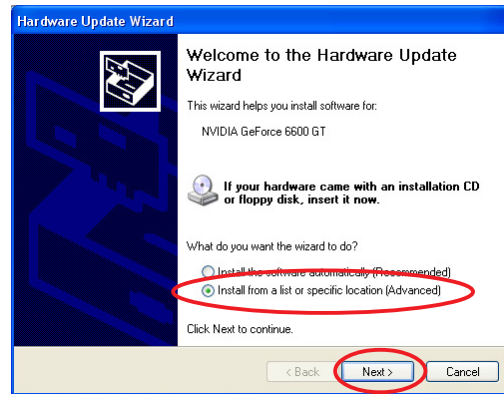 Hardware Update Wizard
Welcome to the Hardware Update
Wizard
This wizard helps you install software for:
NVIDIA GeForce 6600 GT
If your hardware came with an installation CD
or floppy disk, insert it now.
What do you want the wizard to do?
Install the software automatically (Recommended)
Install from a list or specific location (Advanced)
Click Next to continue.
< Back Next > Cancel